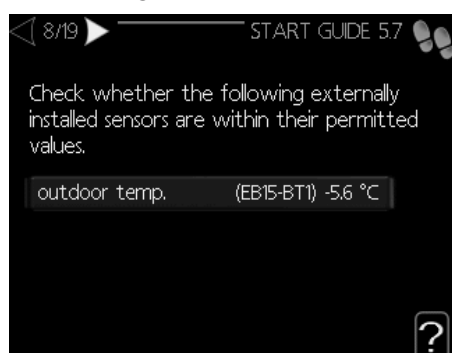 8/19 START GUIDE 5.7
Check whether the following externally
installed sensors are within their permitted
values.
outdoor temp. (EB15-BT1) -5.6 °C
?